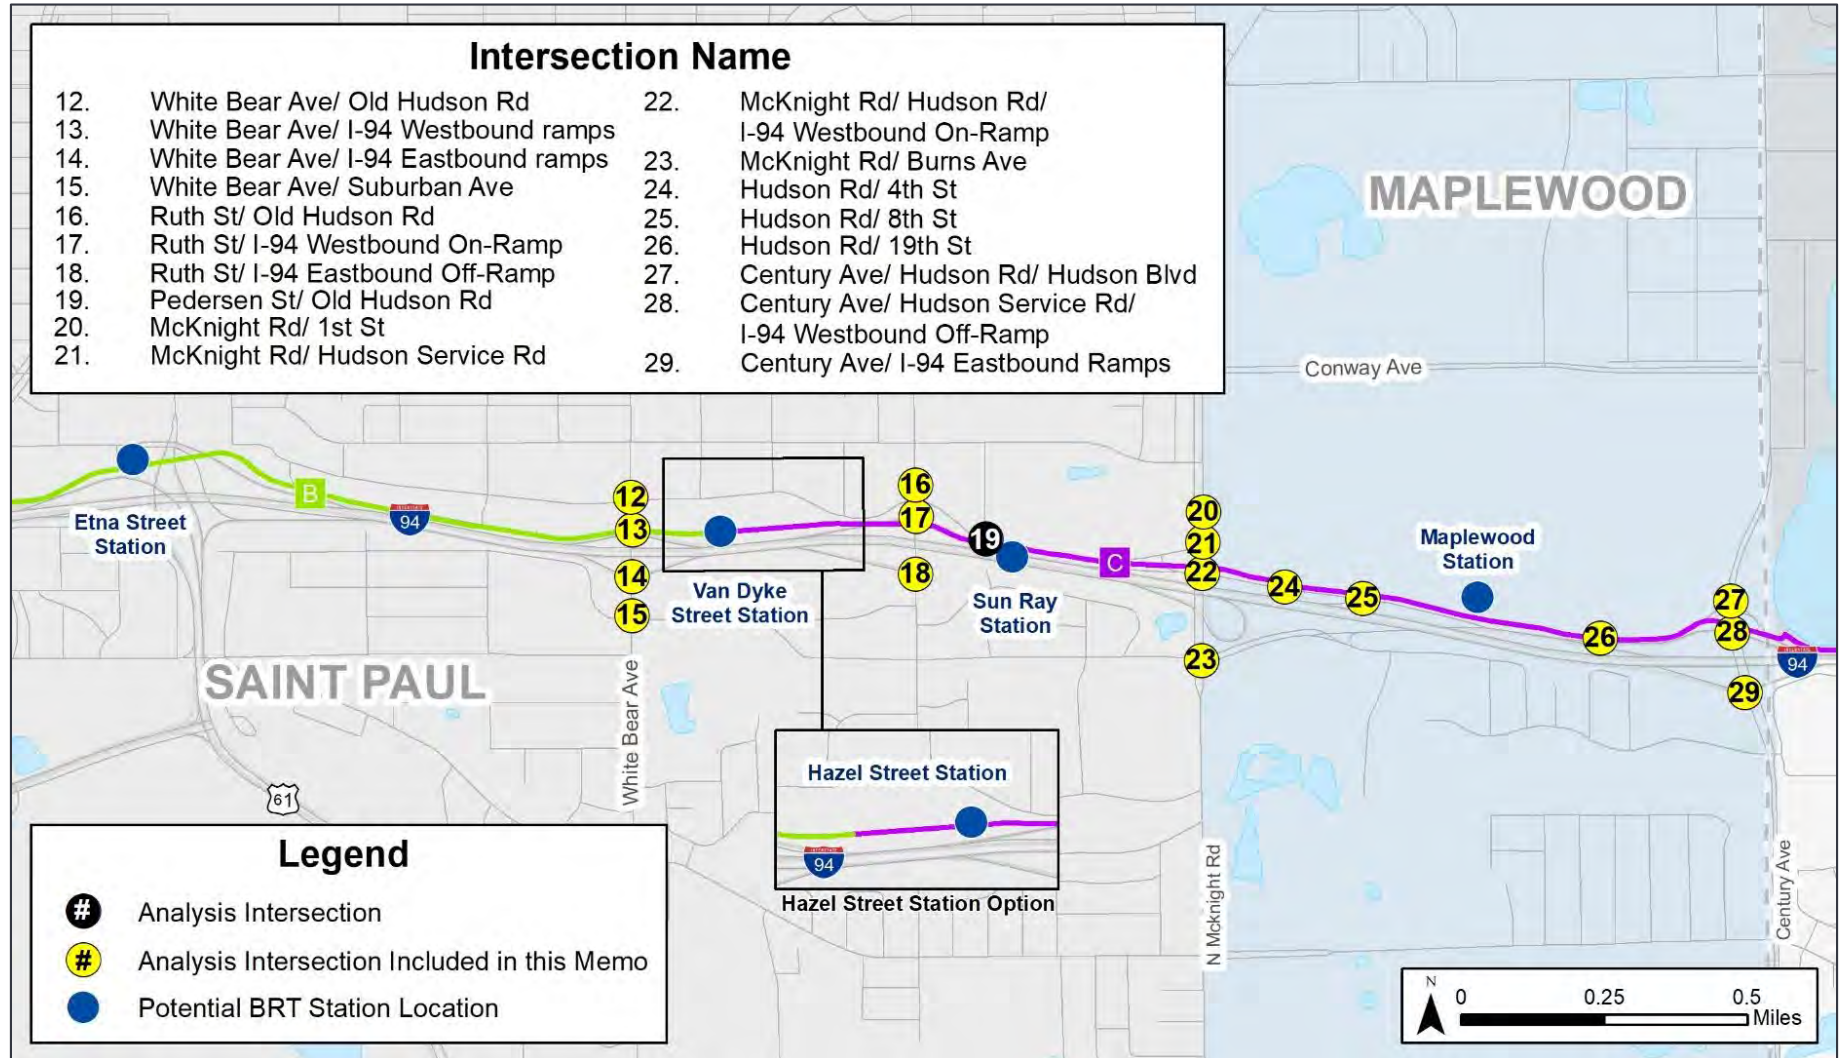 Intersection Name
12. White Bear Ave/ Old Hudson Rd
13. White Bear Ave/ I-94 Westbound ramps
14. White Bear Ave/ I-94 Eastbound ramps
15. White Bear Ave/ Suburban Ave
16. Ruth St/ Old Hudson Rd
17. Ruth St/ I-94 Westbound On-Ramp
18. Ruth St/ I-94 Eastbound Off-Ramp
19. Pedersen St/ Old Hudson Rd
20. McKnight Rd/ 1st St
21. McKnight Rd/ Hudson Service Rd
22. McKnight Rd/ Hudson Rd/
I-94 Westbound On-Ramp
23. McKnight Rd/ Burns Ave
24. Hudson Rd/ 4th St
25. Hudson Rd/ 8th St
26. Hudson Rd/ 19th St
27. Century Ave/ Hudson Rd/ Hudson Blvd
28. Century Ave/ Hudson Service Rd/
I-94 Westbound Off-Ramp
29. Century Ave/ I-94 Eastbound Ramps
MAPLEWOOD
Conway Ave
Etna Street
Station
B
94
12
13
14
15
Van Dyke
Street Station
16
17
18
19
Sun Ray
Station
C
20
21
22
23
24
25
Maplewood
Station
26
27
28
94
29
SAINT PAUL
White Bear Ave
61
Hazel Street Station
94
Hazel Street Station Option
N Mcknight Rd
Century Ave
Legend
# Analysis Intersection
# Analysis Intersection Included in this Memo
Potential BRT Station Location
N
0 0.25 0.5
Miles